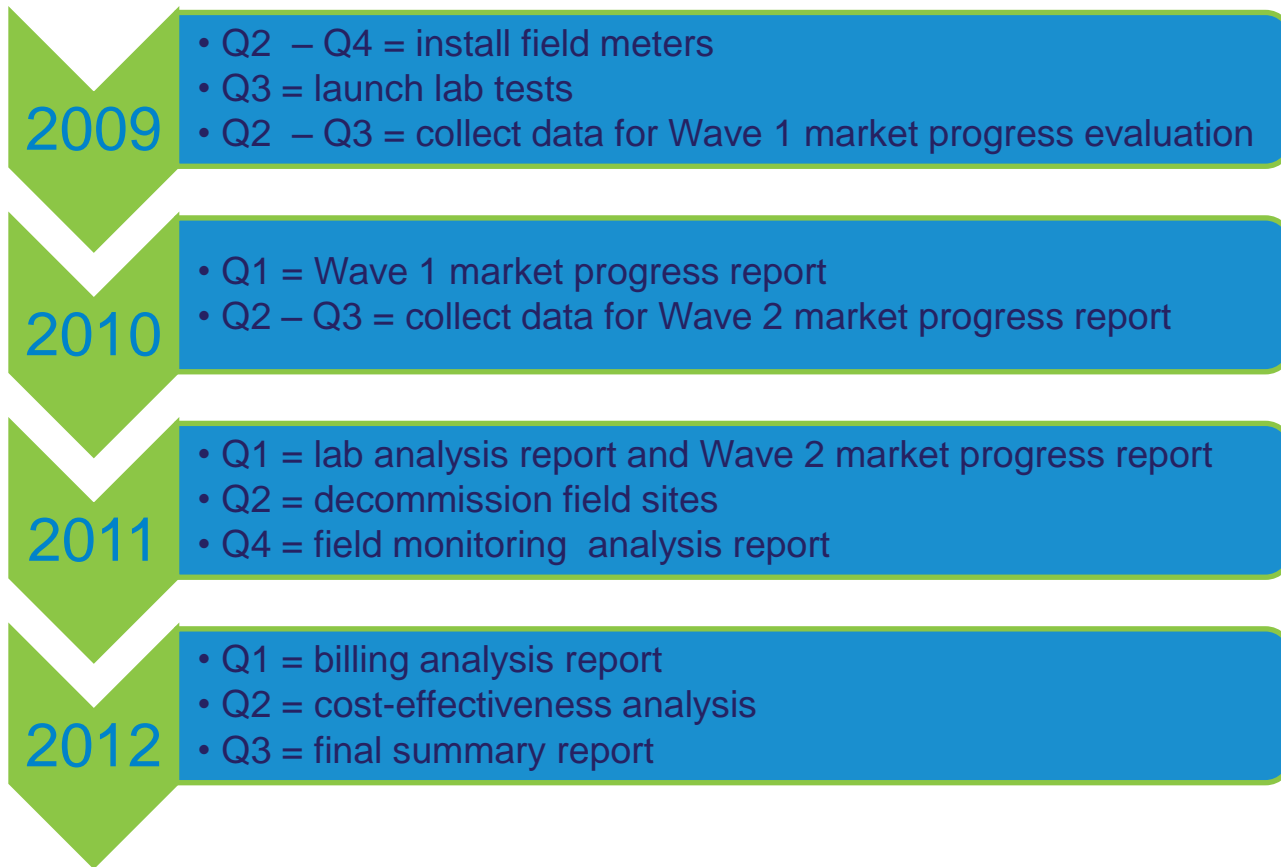 2009
• Q2 – Q4 = install field meters
• Q3 = launch lab tests
• Q2 – Q3 = collect data for Wave 1 market progress evaluation
2010
• Q1 = Wave 1 market progress report
• Q2 – Q3 = collect data for Wave 2 market progress report
2011
• Q1 = lab analysis report and Wave 2 market progress report
• Q2 = decommission field sites
• Q4 = field monitoring analysis report
2012
• Q1 = billing analysis report
• Q2 = cost-effectiveness analysis
• Q3 = final summary report